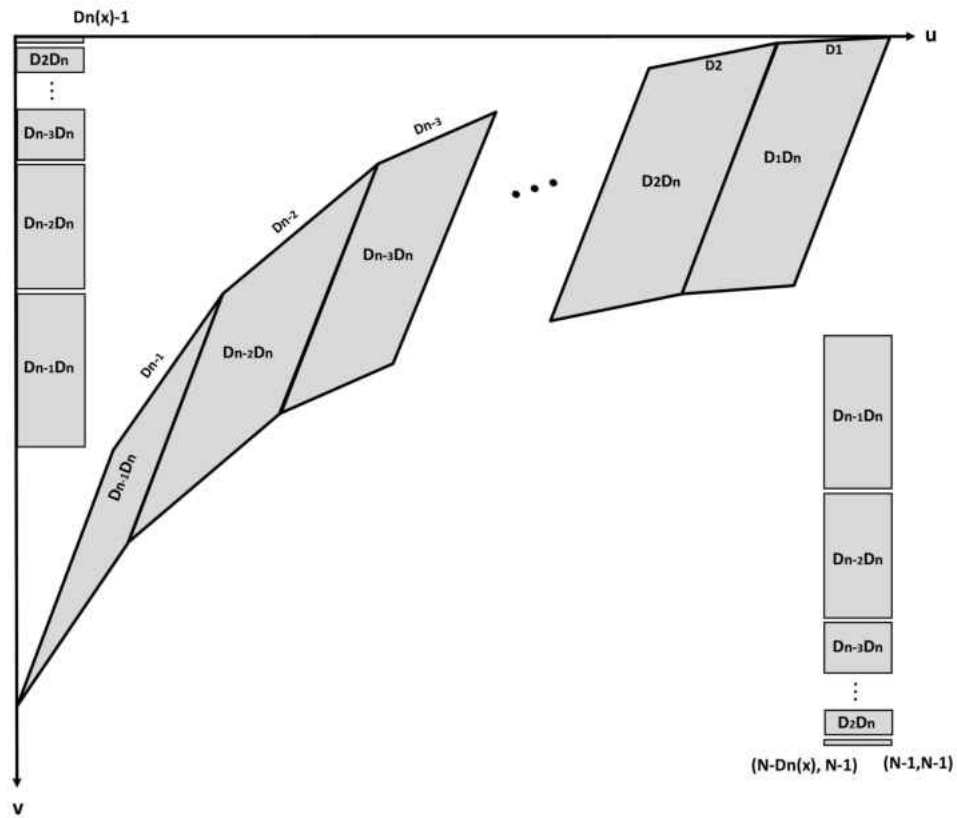 Dn(x)-1
u
D2Dn
⋮
Dn-3Dn
Dn-2Dn
Dn-1Dn
Dn-1
Dn-2
Dn-3
Dn-1Dn
Dn-2Dn
Dn-3Dn
• • •
D2
D1
D2Dn
D1Dn
Dn-1Dn
Dn-2Dn
Dn-3Dn
⋮
D2Dn
(N-Dn(x), N-1)
(N-1,N-1)
v